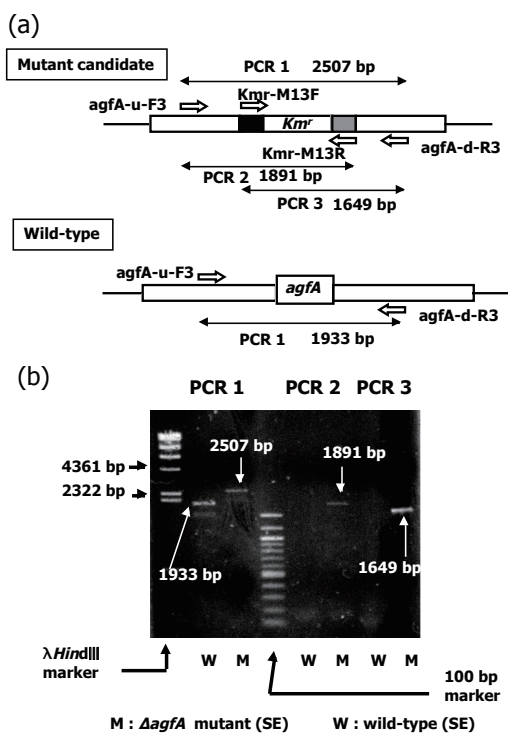 (a)
Mutant candidate
PCR 1 2507 bp
agfA-u-F3
Kmr-M13F
Kmr
Kmr-M13R
agfA-d-R3
PCR 2 1891 bp
PCR 3 1649 bp
Wild-type
agfA-u-F3
agfA
agfA-d-R3
PCR 1 1933 bp
(b)
PCR 1 PCR 2 PCR 3
2507 bp
1891 bp
4361 bp
2322 bp
1933 bp
1649 bp
λHindIII
marker
W M W M W M
100 bp
marker
M : ΔagfA mutant (SE) W : wild-type (SE)